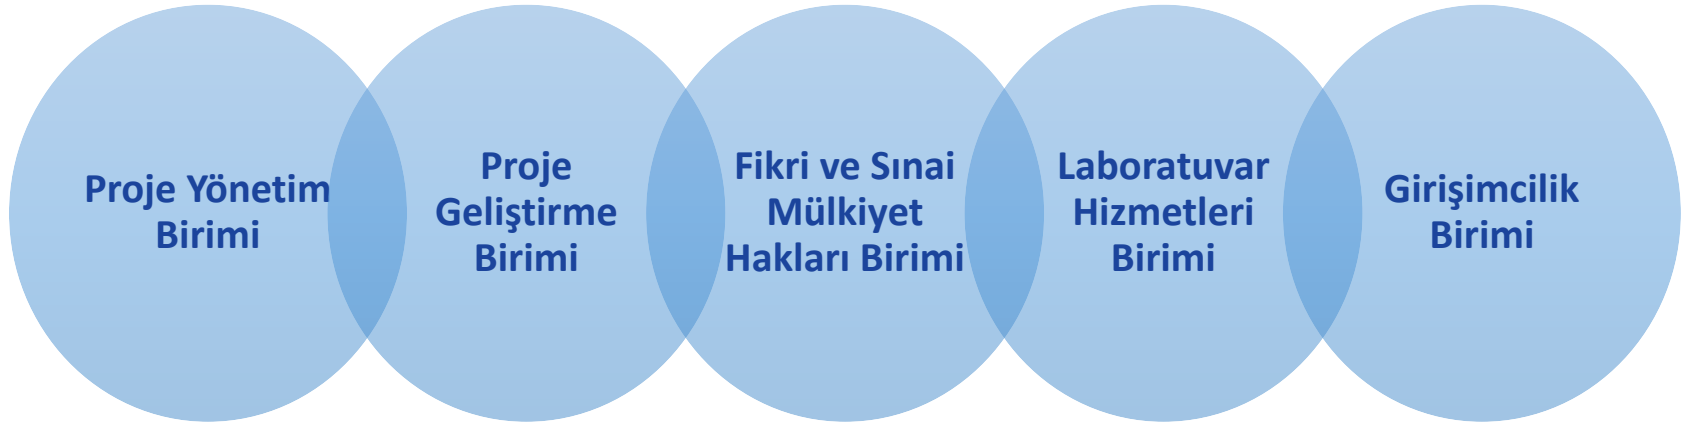 Proje Yönetim
Birimi
Proje
Geliştirme
Birimi
Fikri ve Sınai
Mülkiyet
Hakları Birimi
Laboratuvar
Hizmetleri
Birimi
Girişimcilik
Birimi